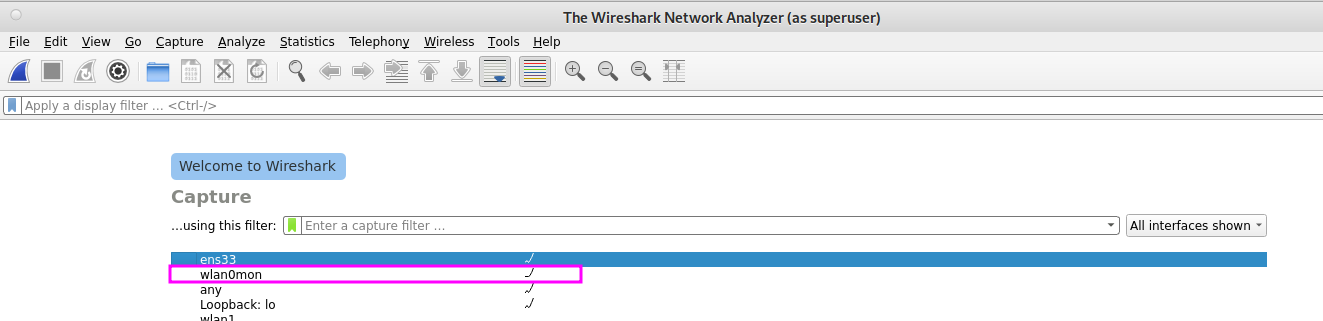 The Wireshark Network Analyzer (as superuser)
File Edit View Go Capture Analyze Statistics Telephony Wireless Tools Help
Apply a display filter … <Ctrl-/>
Welcome to Wireshark
Capture
…using this filter: Enter a capture filter … All interfaces shown
ens33
wlan0mon
any
Loopback: lo
wlan1